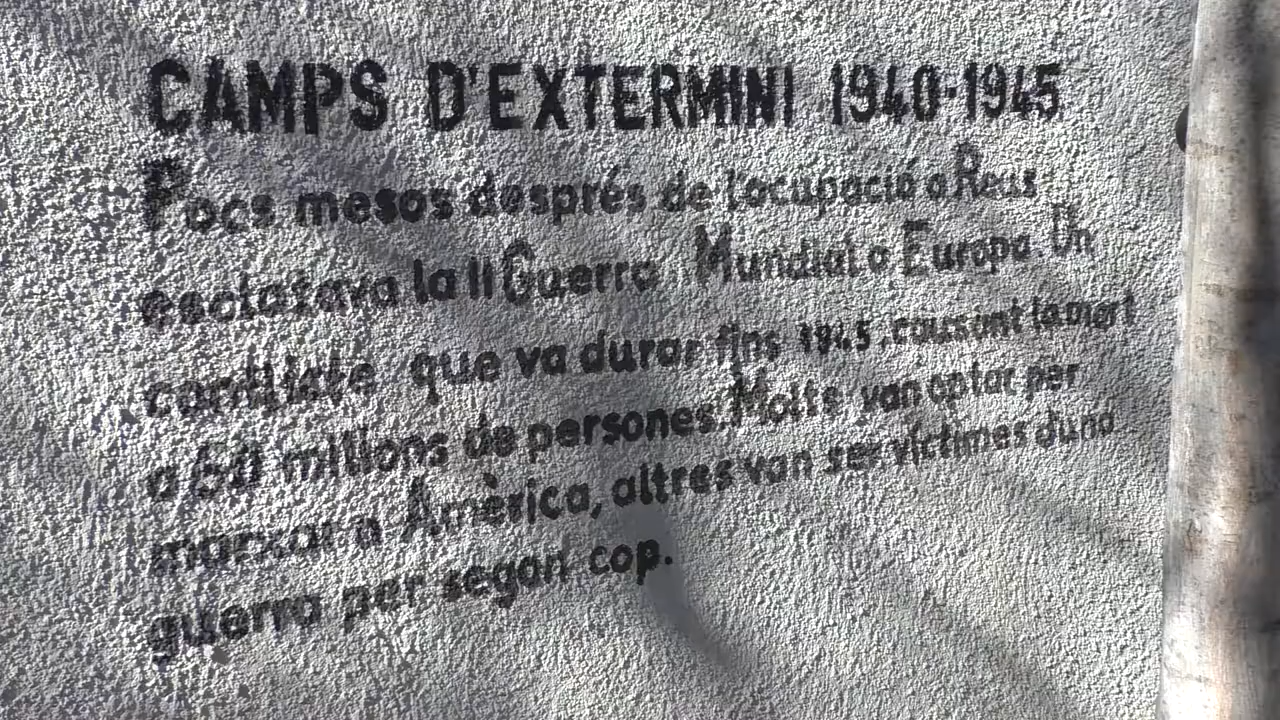 CAMPS D'EXTERMINI 1940-1945
Pocs mesos després de l'ocupació a Reus
esclatava la II Guerra Mundial a Europa. Un
conflicte que va durar fins 1945, causant la mort
a 60 milions de persones. Molts van optar per
marxar a Amèrica, altres van ser víctimes d'una
guerra per segon cop.